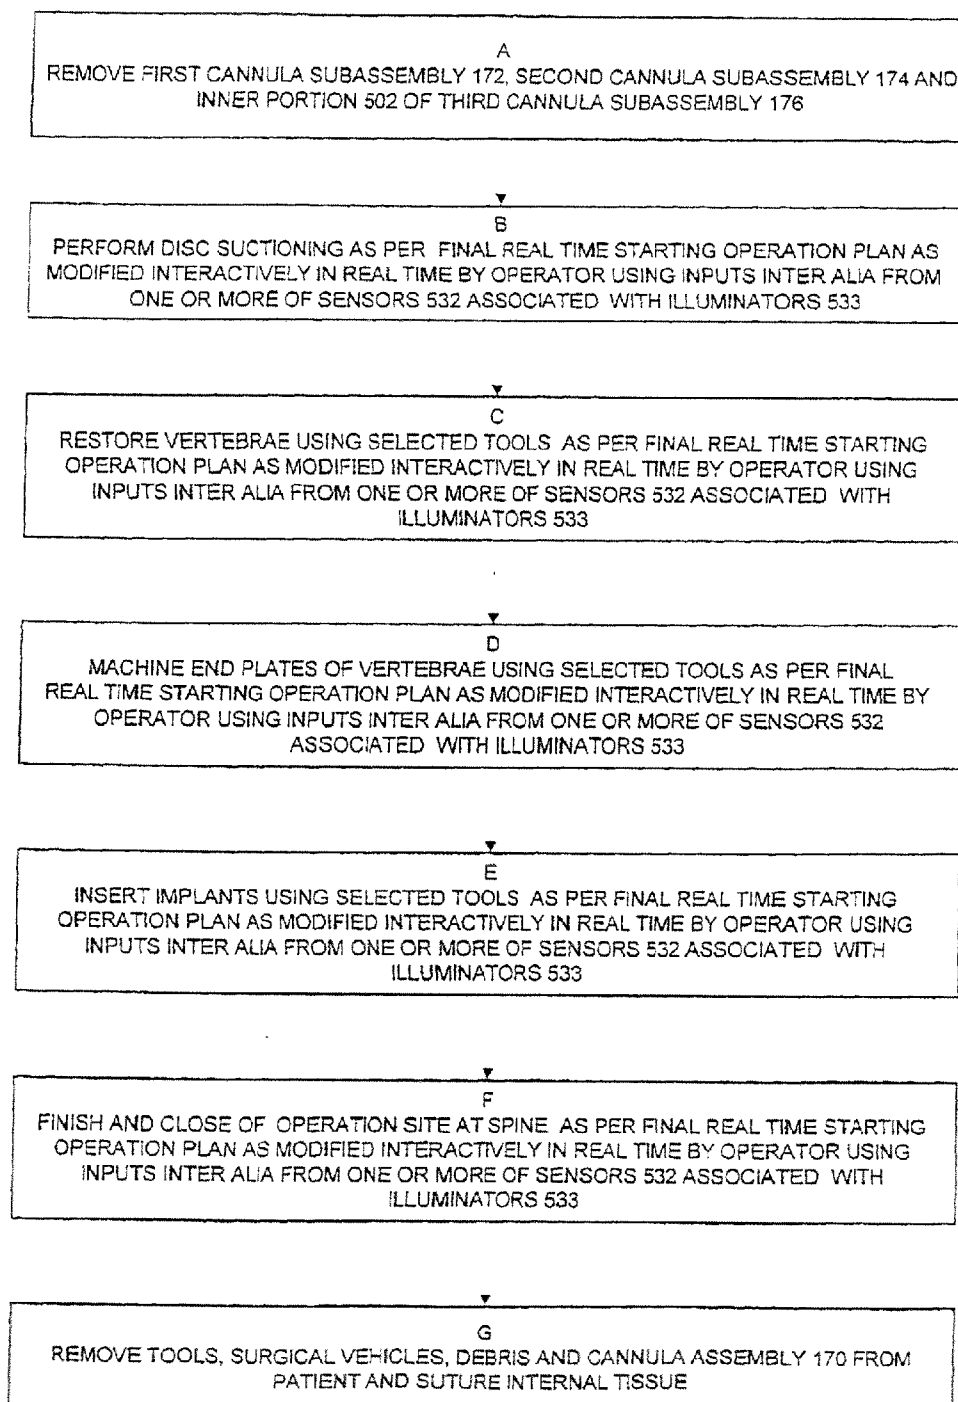 A
REMOVE FIRST CANNULA SUBASSEMBLY 172, SECOND CANNULA SUBASSEMBLY 174 AND
INNER PORTION 502 OF THIRD CANNULA SUBASSEMBLY 176
B
PERFORM DISC SUCTIONING AS PER FINAL REAL TIME STARTING OPERATION PLAN AS
MODIFIED INTERACTIVELY IN REAL TIME BY OPERATOR USING INPUTS INTER ALIA FROM
ONE OR MORE OF SENSORS 532 ASSOCIATED WITH ILLUMINATORS 533
C
RESTORE VERTEBRAE USING SELECTED TOOLS AS PER FINAL REAL TIME STARTING
OPERATION PLAN AS MODIFIED INTERACTIVELY IN REAL TIME BY OPERATOR USING
INPUTS INTER ALIA FROM ONE OR MORE OF SENSORS 532 ASSOCIATED WITH
ILLUMINATORS 533
D
MACHINE END PLATES OF VERTEBRAE USING SELECTED TOOLS AS PER FINAL
REAL TIME STARTING OPERATION PLAN AS MODIFIED INTERACTIVELY IN REAL TIME BY
OPERATOR USING INPUTS INTER ALIA FROM ONE OR MORE OF SENSORS 532
ASSOCIATED WITH ILLUMINATORS 533
E
INSERT IMPLANTS USING SELECTED TOOLS AS PER FINAL REAL TIME STARTING
OPERATION PLAN AS MODIFIED INTERACTIVELY IN REAL TIME BY OPERATOR USING
INPUTS INTER ALIA FROM ONE OR MORE OF SENSORS 532 ASSOCIATED WITH
ILLUMINATORS 533
F
FINISH AND CLOSE OF OPERATION SITE AT SPINE AS PER FINAL REAL TIME STARTING
OPERATION PLAN AS MODIFIED INTERACTIVELY IN REAL TIME BY OPERATOR USING
INPUTS INTER ALIA FROM ONE OR MORE OF SENSORS 532 ASSOCIATED WITH
ILLUMINATORS 533
G
REMOVE TOOLS, SURGICAL VEHICLES, DEBRIS AND CANNULA ASSEMBLY 170 FROM
PATIENT AND SUTURE INTERNAL TISSUE